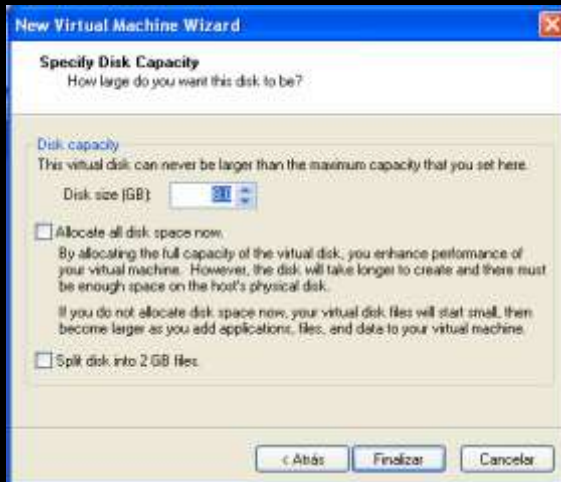 New Virtual Machine Wizard
Specify Disk Capacity
How large do you want this disk to be?
Disk capacity
This virtual disk can never be larger than the maximum capacity that you set here.
Disk size (GB):
Allocate all disk space now.
By allocating the full capacity of the virtual disk, you enhance performance of
your virtual machine. However, the disk will take longer to create and there must
be enough space on the host's physical disk.
If you do not allocate disk space now, your virtual disk files will start small, then
become larger as you add applications, files, and data to your virtual machine.
Split disk into 2 GB files.
< Atrás Finalizar Cancelar